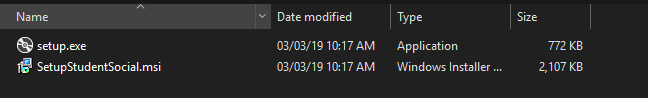 Name Date modified Type Size
setup.exe 03/03/19 10:17 AM Application 772 KB
SetupStudentSocial.msi 03/03/19 10:17 AM Windows Installer ... 2,107 KB